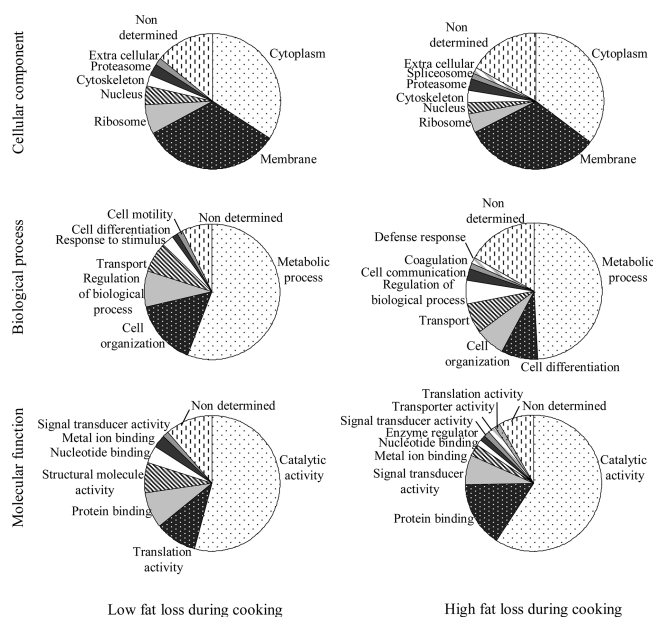 Cellular component
Non
determined
Cytoplasm
Extra cellular
Proteasome
Cytoskeleton
Nucleus
Ribosome
Membrane
Non
determined
Cytoplasm
Extra cellular
Spliceosome
Proteasome
Cytoskeleton
Nucleus
Ribosome
Membrane
Biological process
Cell motility
Non determined
Cell differentiation
Response to stimulus
Metabolic
process
Transport
Regulation
of biological
process
Cell
organization
Non
determined
Defense response
Metabolic
process
Coagulation
Cell communication
Regulation of
biological process
Transport
Cell
organization
Cell differentiation
Molecular function
Non determined
Signal transducer activity
Metal ion binding
Nucleotide binding
Catalytic
activity
Structural molecule
activity
Protein binding
Translation
activity
Translation activity
Transporter activity
Non determined
Signal transducer activity
Enzyme regulator
Nucleotide binding
Metal ion binding
Catalytic
activity
Signal transducer
activity
Protein binding
Low fat loss during cooking
High fat loss during cooking